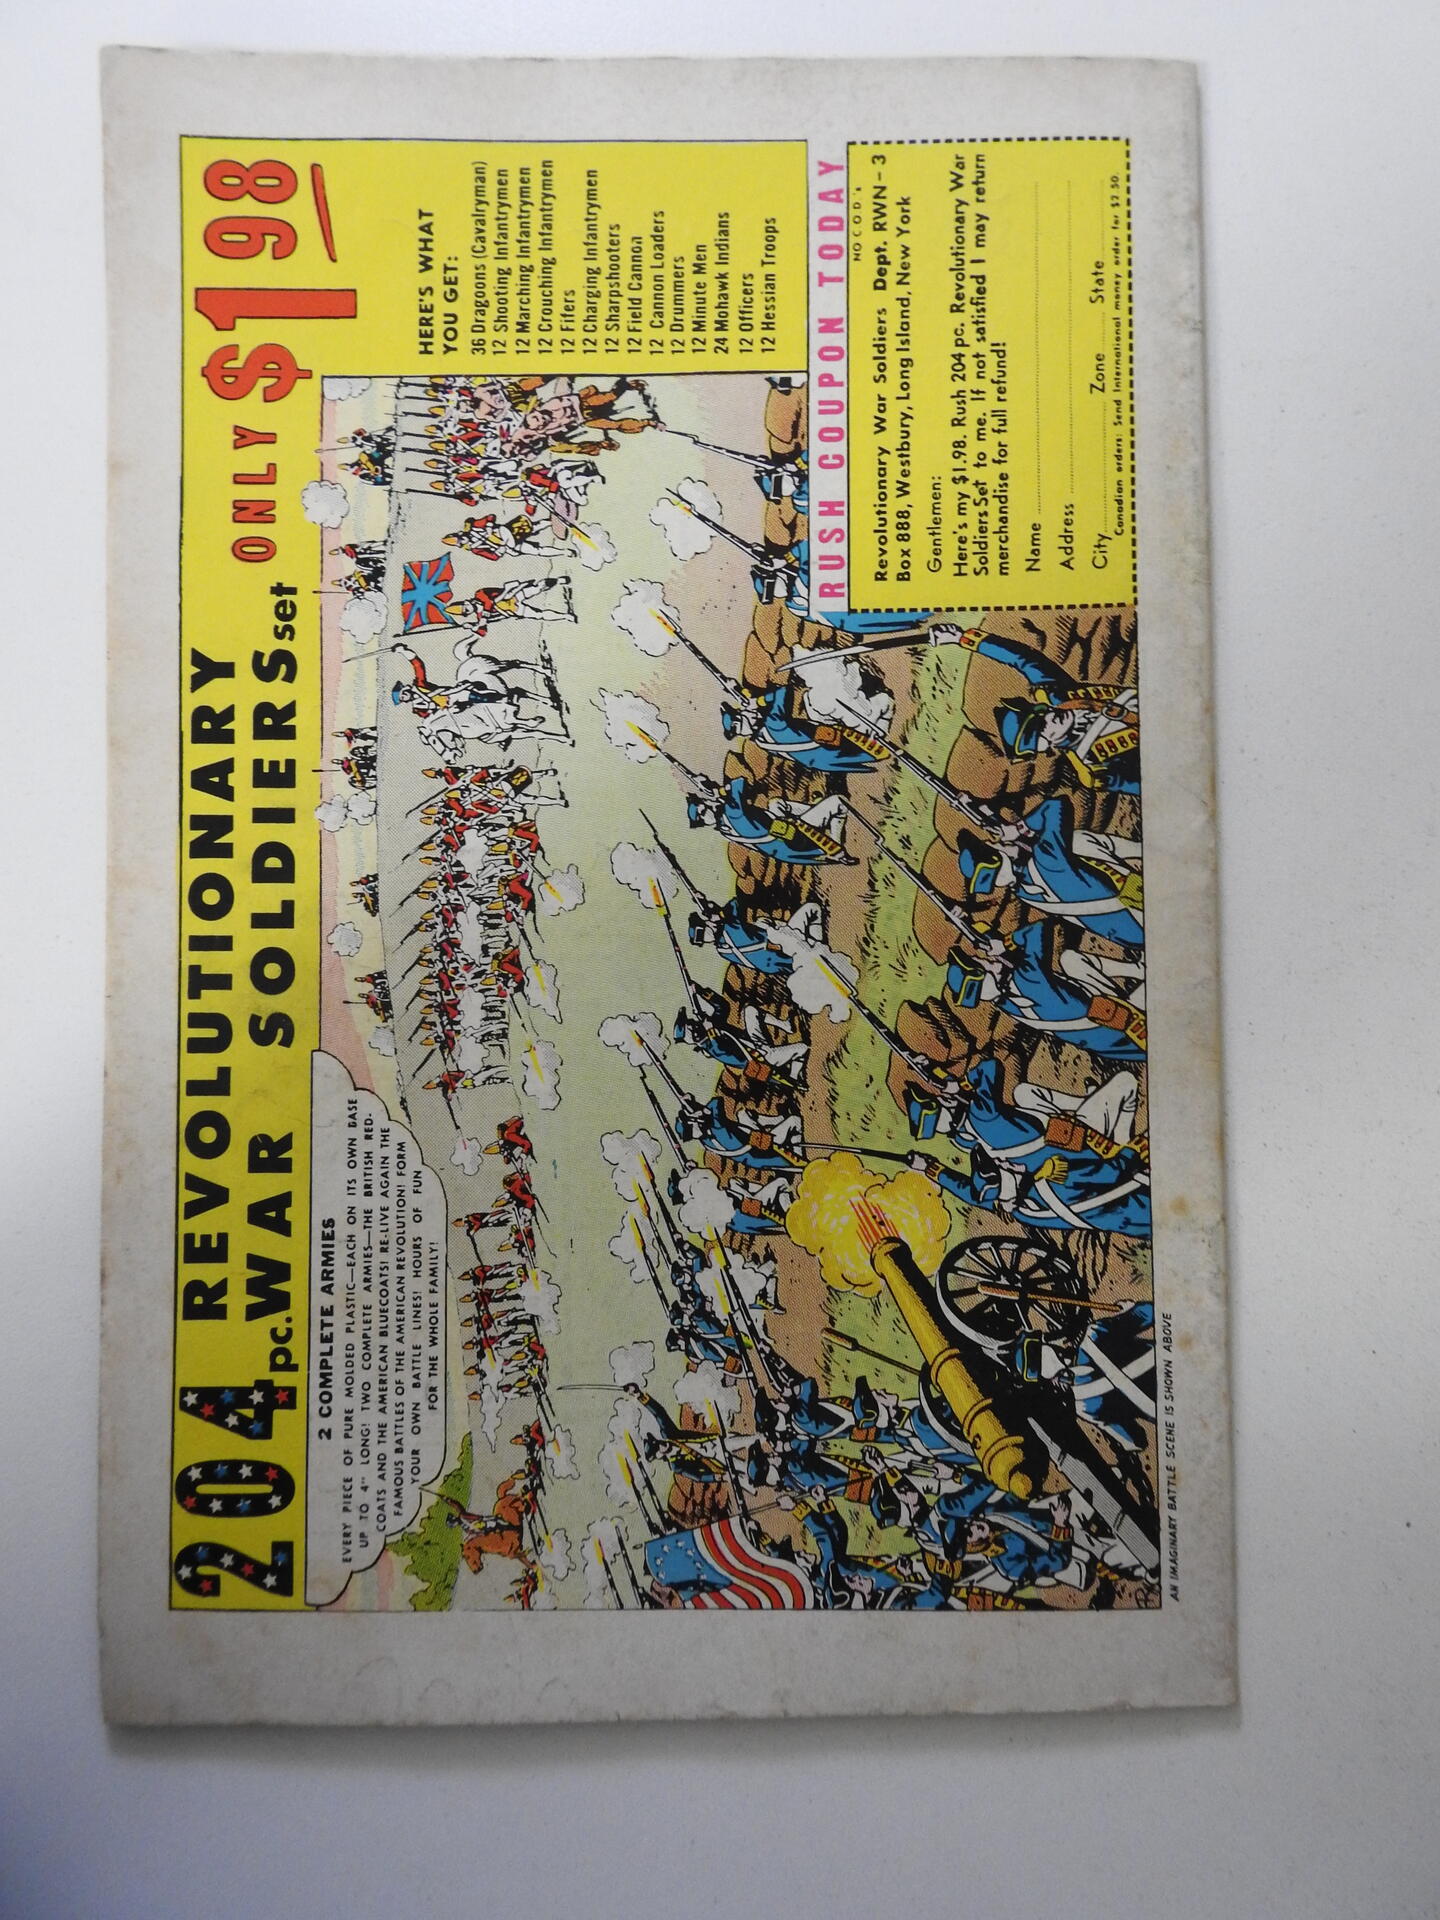 204 REVOLUTIONARY
pc. WAR SOLDIERS set ONLY $1 98
2 COMPLETE ARMIES
EVERY PIECE OF PURE MOLDED PLASTIC—EACH ON ITS OWN BASE
UP TO 4" LONG! TWO COMPLETE ARMIES—THE BRITISH RED-
COATS AND THE AMERICAN BLUECOATS! RE-LIVE AGAIN THE
FAMOUS BATTLES OF THE AMERICAN REVOLUTION! FORM
YOUR OWN BATTLE LINES! HOURS OF FUN
FOR THE WHOLE FAMILY!
HERE'S WHAT
YOU GET:
36 Dragoons (Cavalryman)
12 Shooting Infantrymen
12 Marching Infantrymen
12 Crouching Infantrymen
12 Fifers
12 Charging Infantrymen
12 Sharpshooters
12 Field Cannon
12 Cannon Loaders
12 Drummers
12 Minute Men
24 Mohawk Indians
12 Officers
12 Hessian Troops
RUSH COUPON TODAY
NO C.O.D.'s
Revolutionary War Soldiers Dept. RWN-3
Box 888, Westbury, Long Island, New York
Gentlemen:
Here's my $1.98. Rush 204 pc. Revolutionary War
Soldiers Set to me. If not satisfied I may return
merchandise for full refund!
Name
Address
City Zone State
Canadian orders: Send International money order for $2.50.
AN IMAGINARY BATTLE SCENE IS SHOWN ABOVE